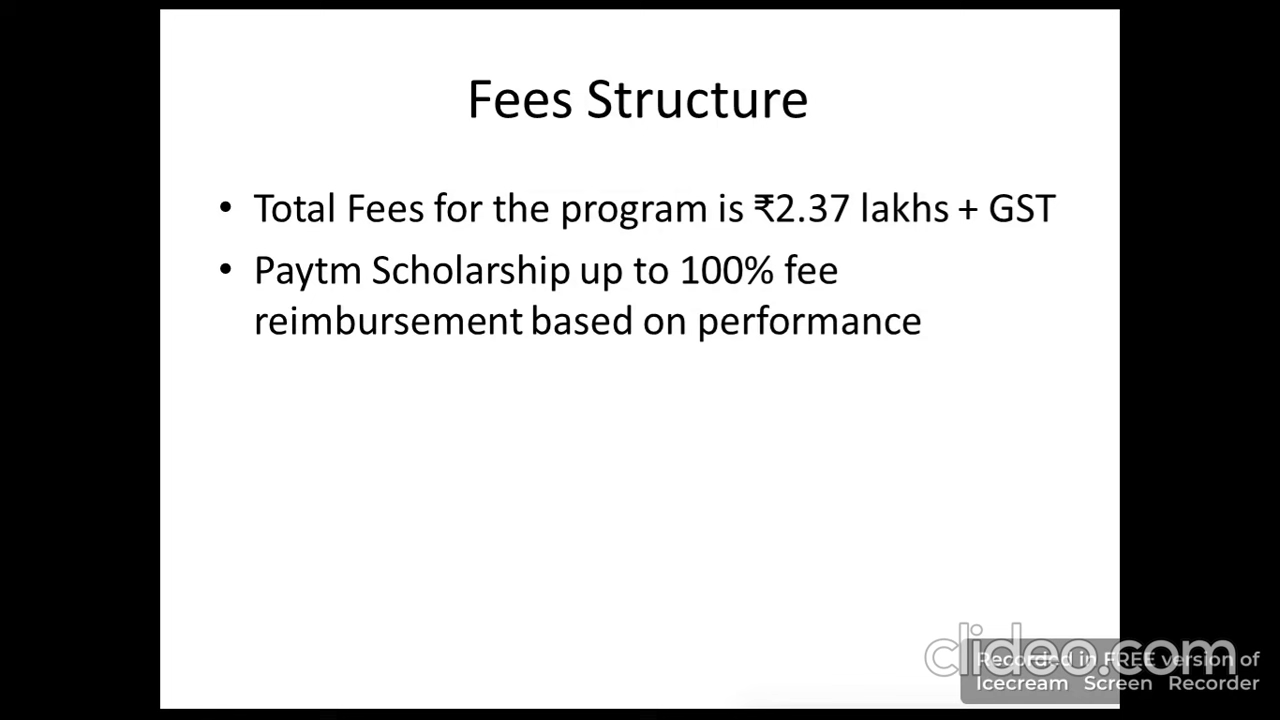 Fees Structure
• Total Fees for the program is ₹2.37 lakhs + GST
• Paytm Scholarship up to 100% fee
reimbursement based on performance
clideo.com
Recorded in FREE version of
Icecream Screen Recorder